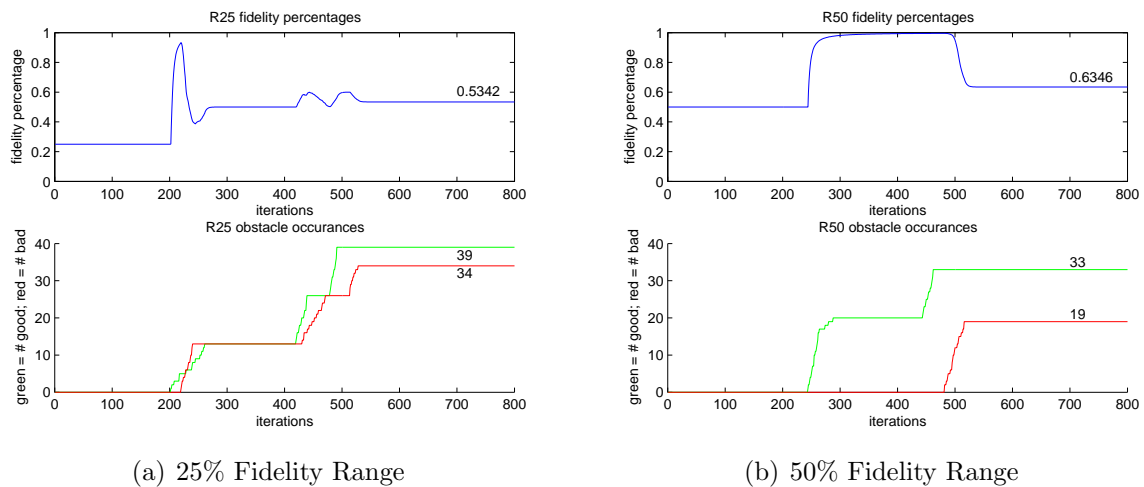 R25 fidelity percentages
fidelity percentage
1
0.8
0.6
0.4
0.2
0
0.5342
0 100 200 300 400 500 600 700 800
iterations
R25 obstacle occurances
green = # good; red = # bad
40
30
20
10
0
39
34
0 100 200 300 400 500 600 700 800
iterations
(a) 25% Fidelity Range
R50 fidelity percentages
fidelity percentage
1
0.8
0.6
0.4
0.2
0
0.6346
0 100 200 300 400 500 600 700 800
iterations
R50 obstacle occurances
green = # good; red = # bad
40
30
20
10
0
33
19
0 100 200 300 400 500 600 700 800
iterations
(b) 50% Fidelity Range